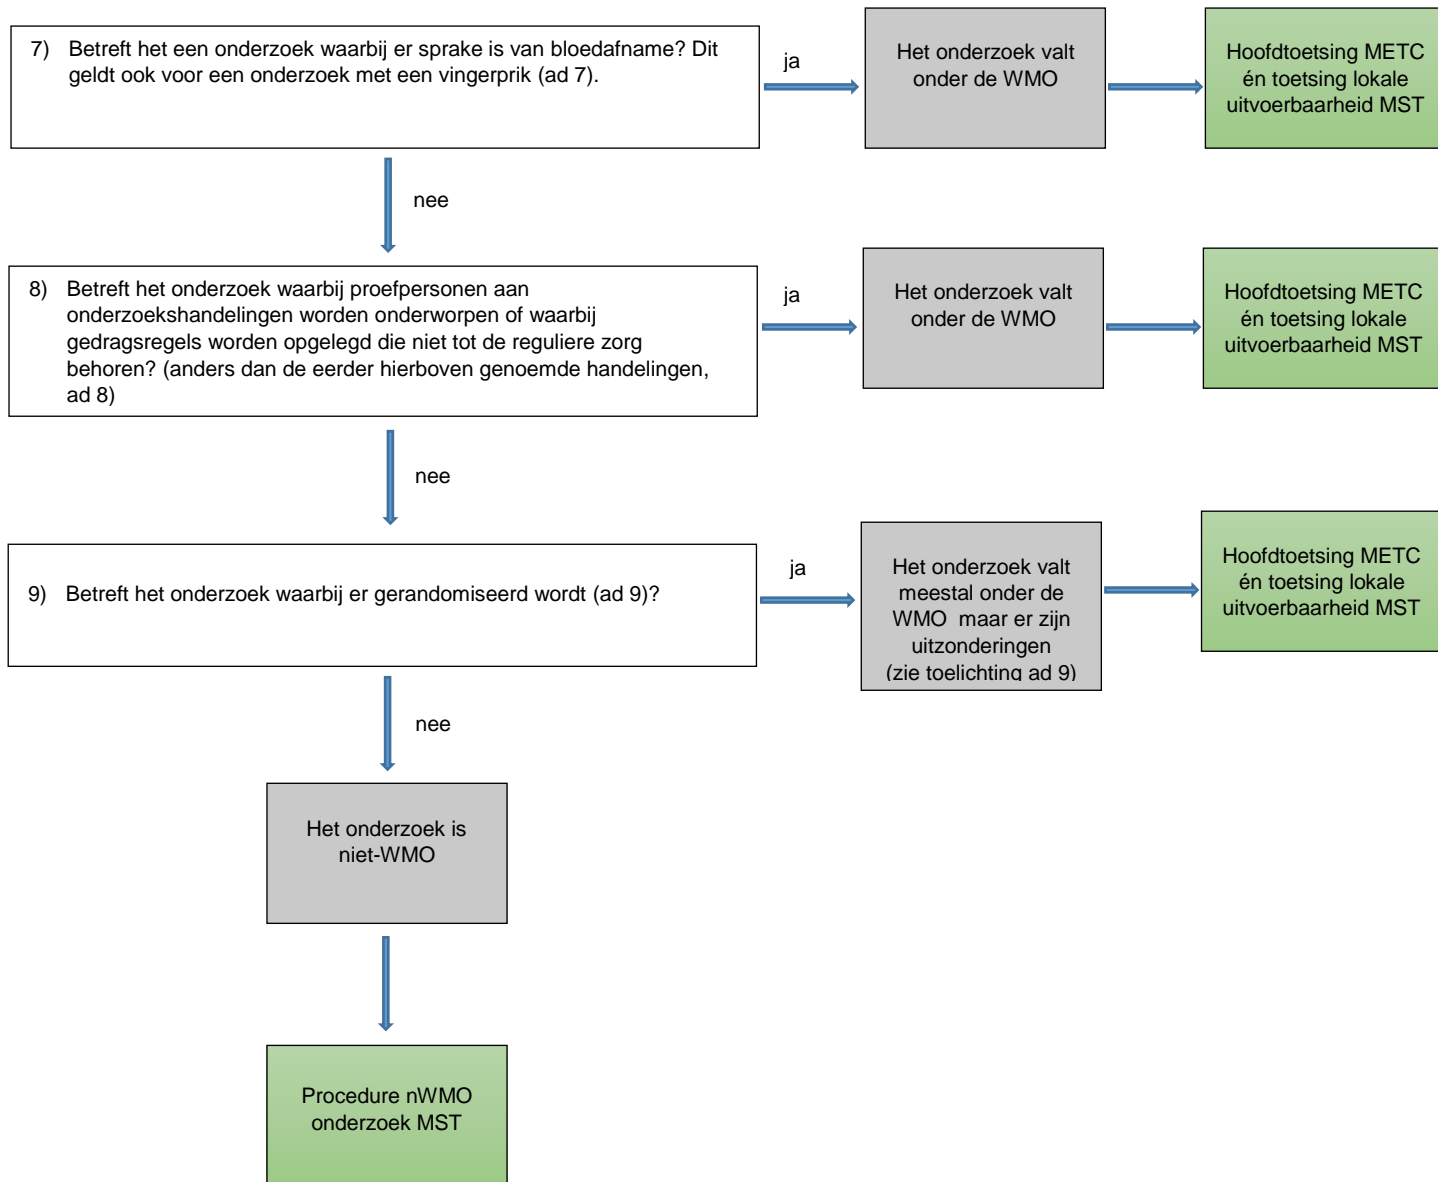 7) Betreft het een onderzoek waarbij er sprake is van bloedafname? Dit
geldt ook voor een onderzoek met een vingerprik (ad 7).
ja
Het onderzoek valt
onder de WMO
Hoofdtoetsing METC
én toetsing lokale
uitvoerbaarheid MST
nee
8) Betreft het onderzoek waarbij proefpersonen aan
onderzoekshandelingen worden onderworpen of waarbij
gedragsregels worden opgelegd die niet tot de reguliere zorg
behoren? (anders dan de eerder hierboven genoemde handelingen,
ad 8)
ja
Het onderzoek valt
onder de WMO
Hoofdtoetsing METC
én toetsing lokale
uitvoerbaarheid MST
nee
9) Betreft het onderzoek waarbij er gerandomiseerd wordt (ad 9)?
ja
Het onderzoek valt
meestal onder de
WMO maar er zijn
uitzonderingen
(zie toelichting ad 9)
Hoofdtoetsing METC
én toetsing lokale
uitvoerbaarheid MST
nee
Het onderzoek is
niet-WMO
Procedure nWMO
onderzoek MST